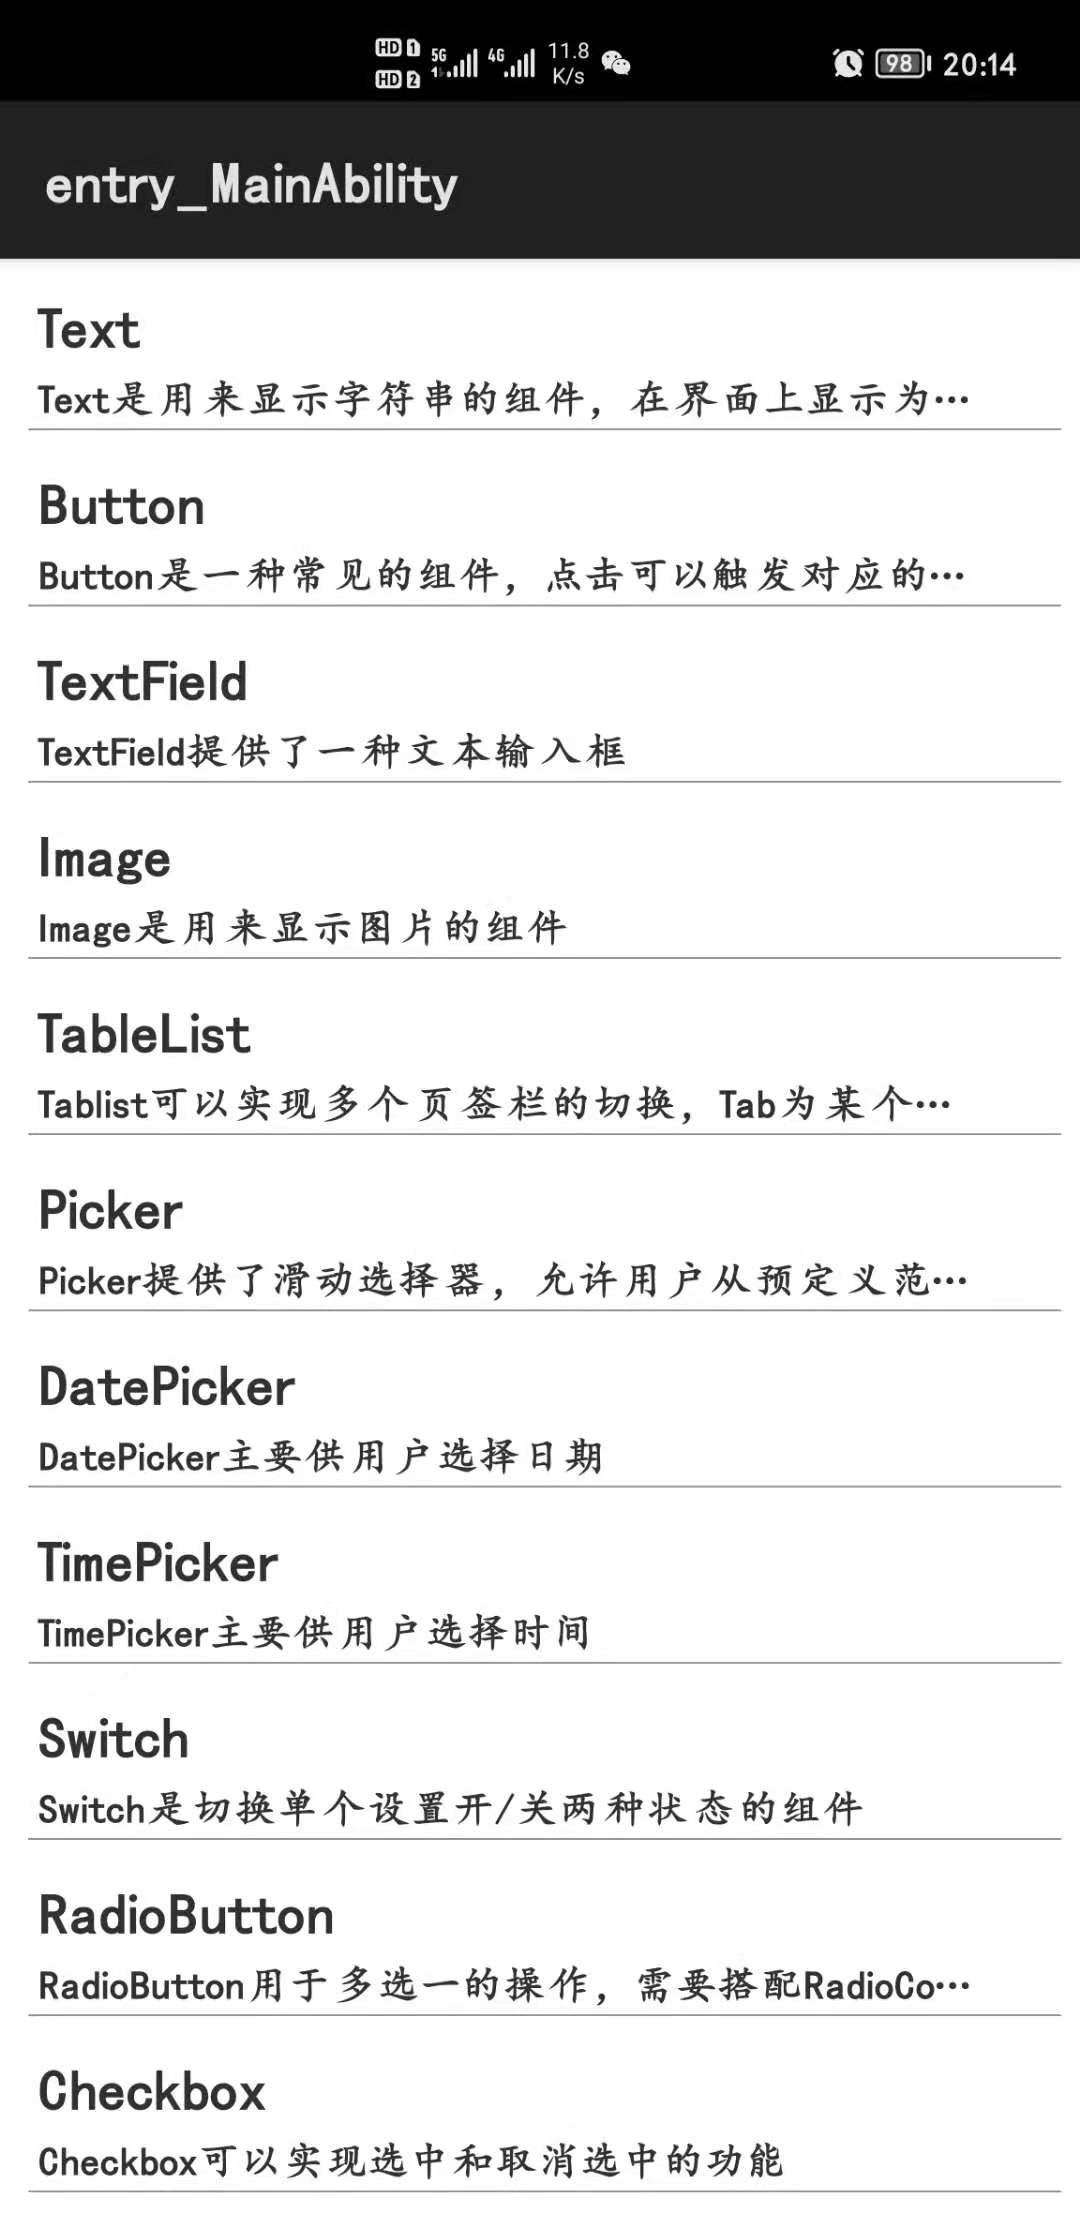 HD 1 5G 4G 11.8 98 20:14
HD 2 K/s
entry_MainAbility
Text
Text是用来显示字符串的组件，在界面上显示为…
Button
Button是一种常见的组件，点击可以触发对应的…
TextField
TextField提供了一种文本输入框
Image
Image是用来显示图片的组件
TableList
Tablist可以实现多个页签栏的切换，Tab为某个…
Picker
Picker提供了滑动选择器，允许用户从预定义范…
DatePicker
DatePicker主要供用户选择日期
TimePicker
TimePicker主要供用户选择时间
Switch
Switch是切换单个设置开/关两种状态的组件
RadioButton
RadioButton用于多选一的操作，需要搭配RadioCo…
Checkbox
Checkbox可以实现选中和取消选中的功能